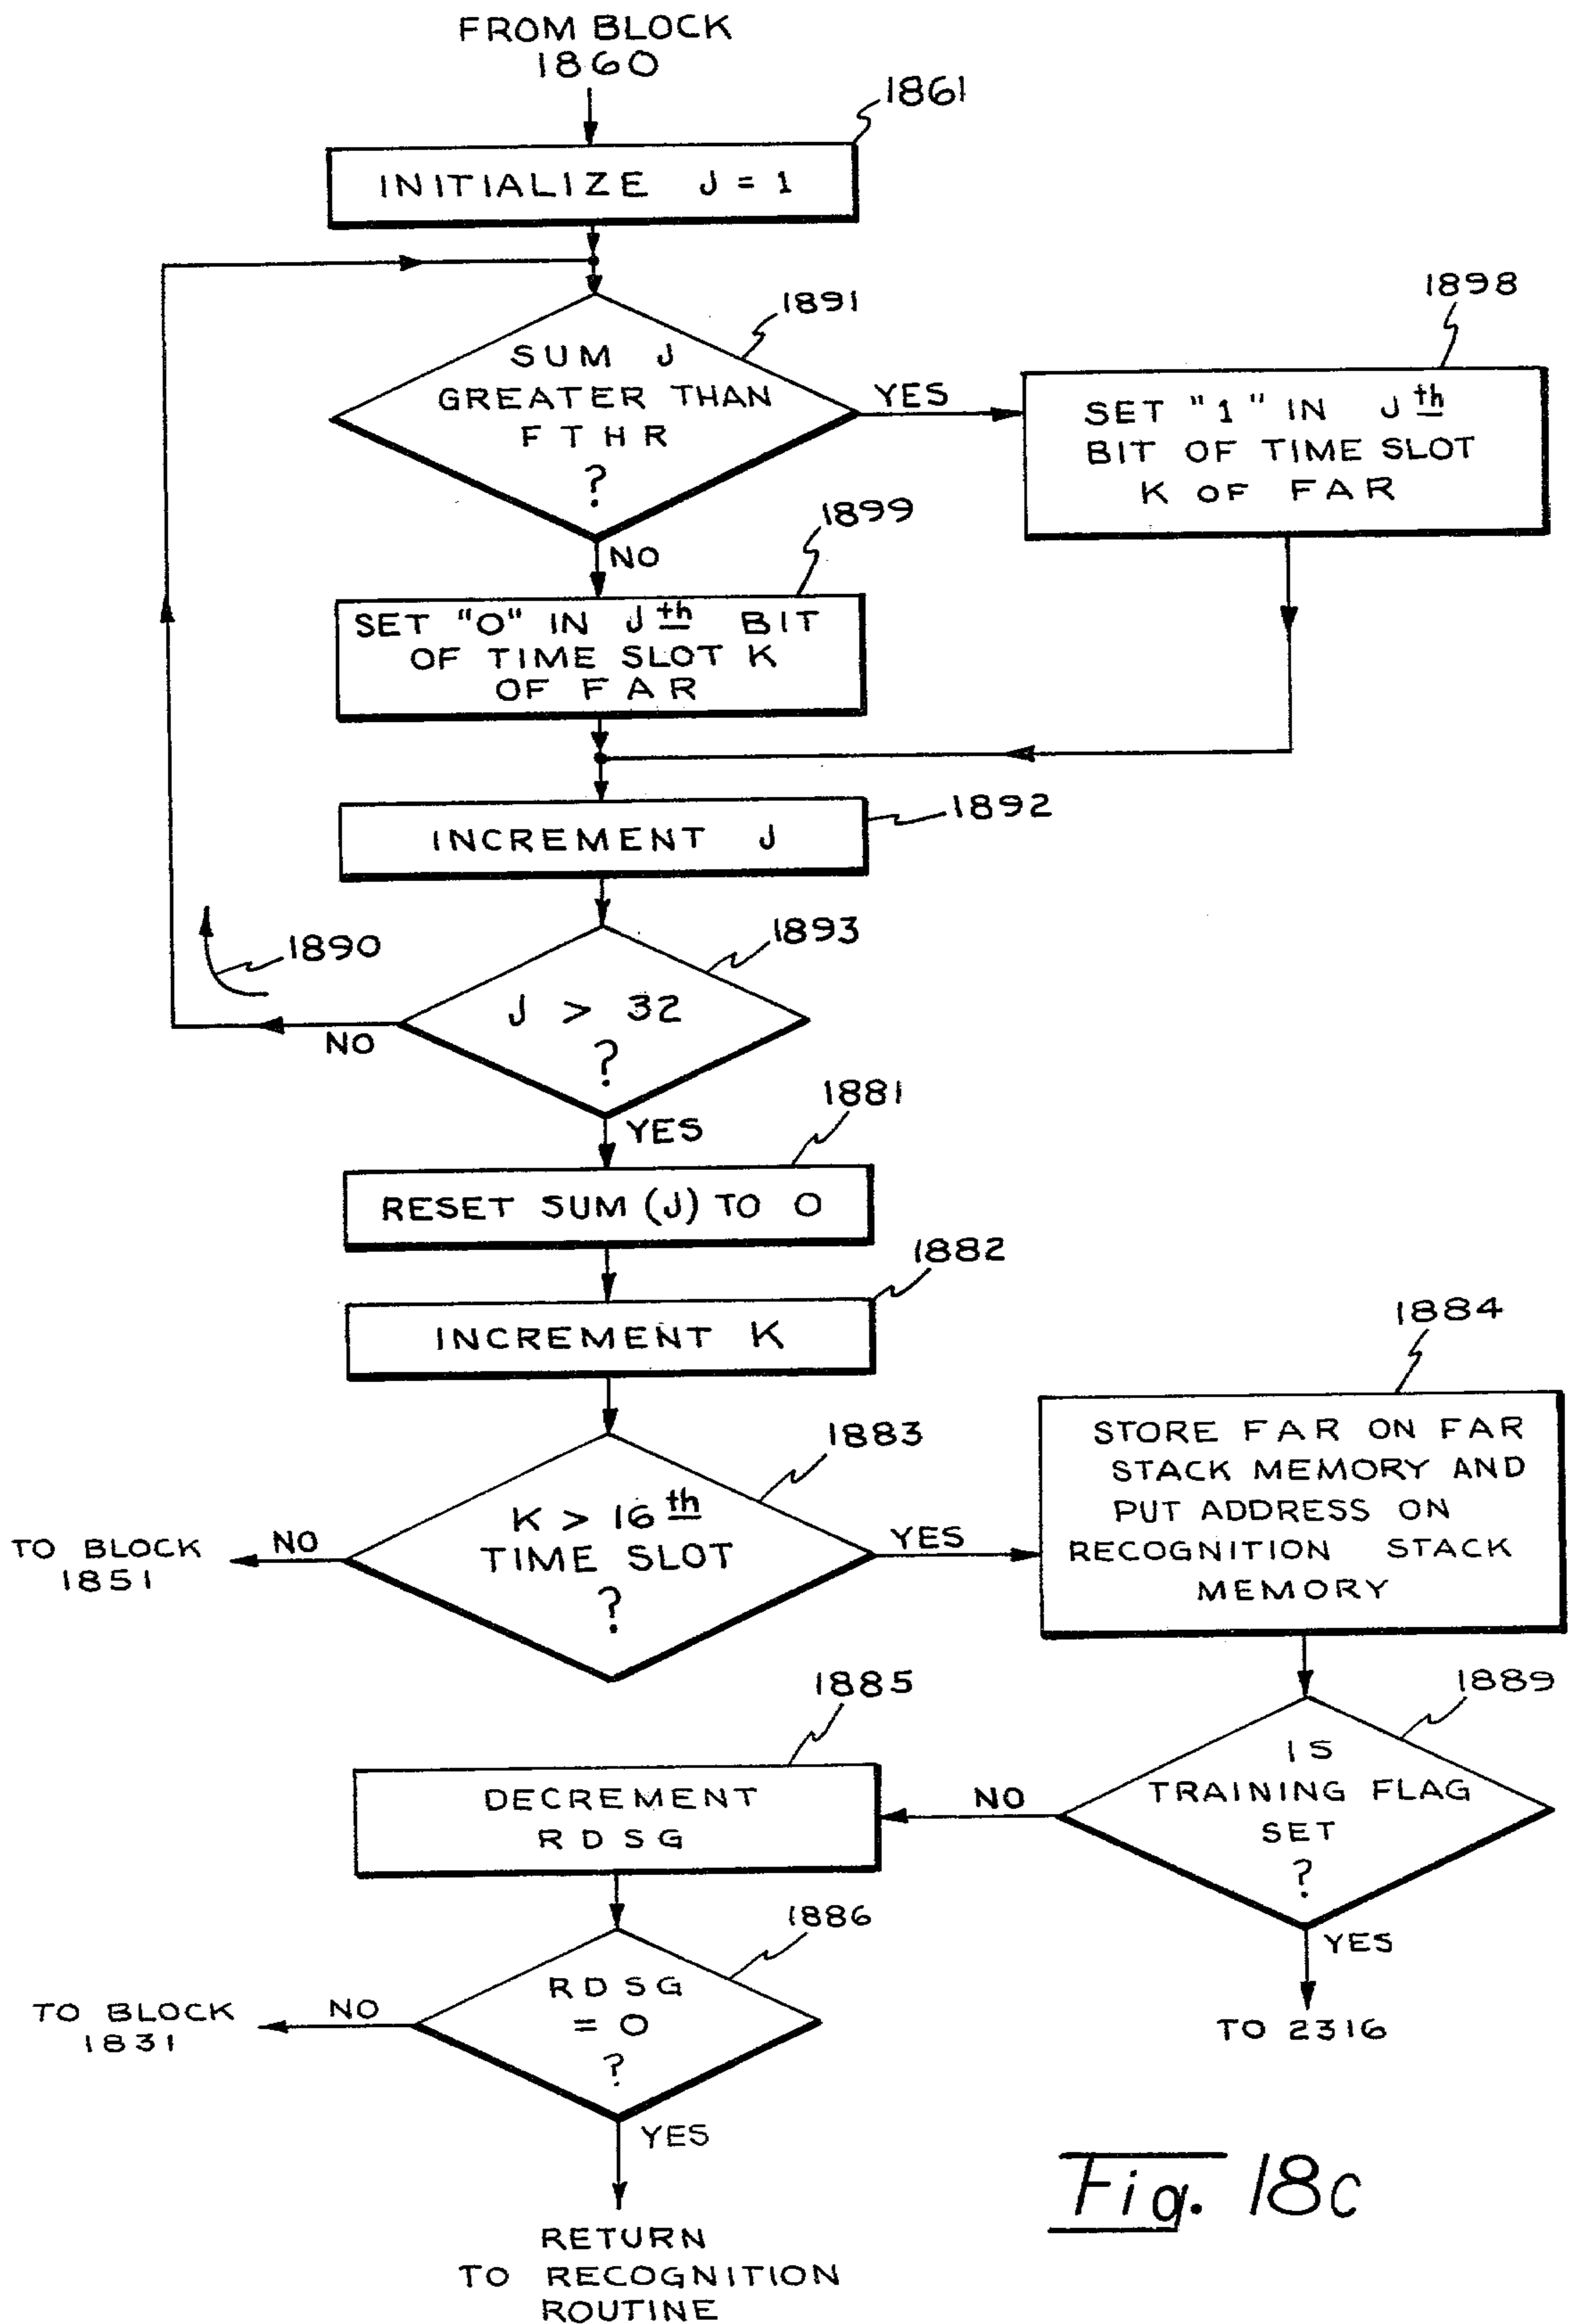 FROM BLOCK
1860
1861
INITIALIZE J = 1
1891
SUM J
GREATER THAN
FTHR
?
YES
1898
SET "1" IN J th
BIT OF TIME SLOT
K OF FAR
NO
1899
SET "0" IN J th BIT
OF TIME SLOT K
OF FAR
1892
INCREMENT J
1890
1893
J > 32
?
NO
YES
1881
RESET SUM (J) TO 0
1882
INCREMENT K
1883
K > 16 th
TIME SLOT
?
NO
TO BLOCK
1851
YES
1884
STORE FAR ON FAR
STACK MEMORY AND
PUT ADDRESS ON
RECOGNITION STACK
MEMORY
1889
IS
TRAINING FLAG
SET
?
NO
YES
TO 2316
1885
DECREMENT
RDSG
1886
RDSG
= 0
?
NO
TO BLOCK
1831
YES
RETURN
TO RECOGNITION
ROUTINE
Fig. 18c